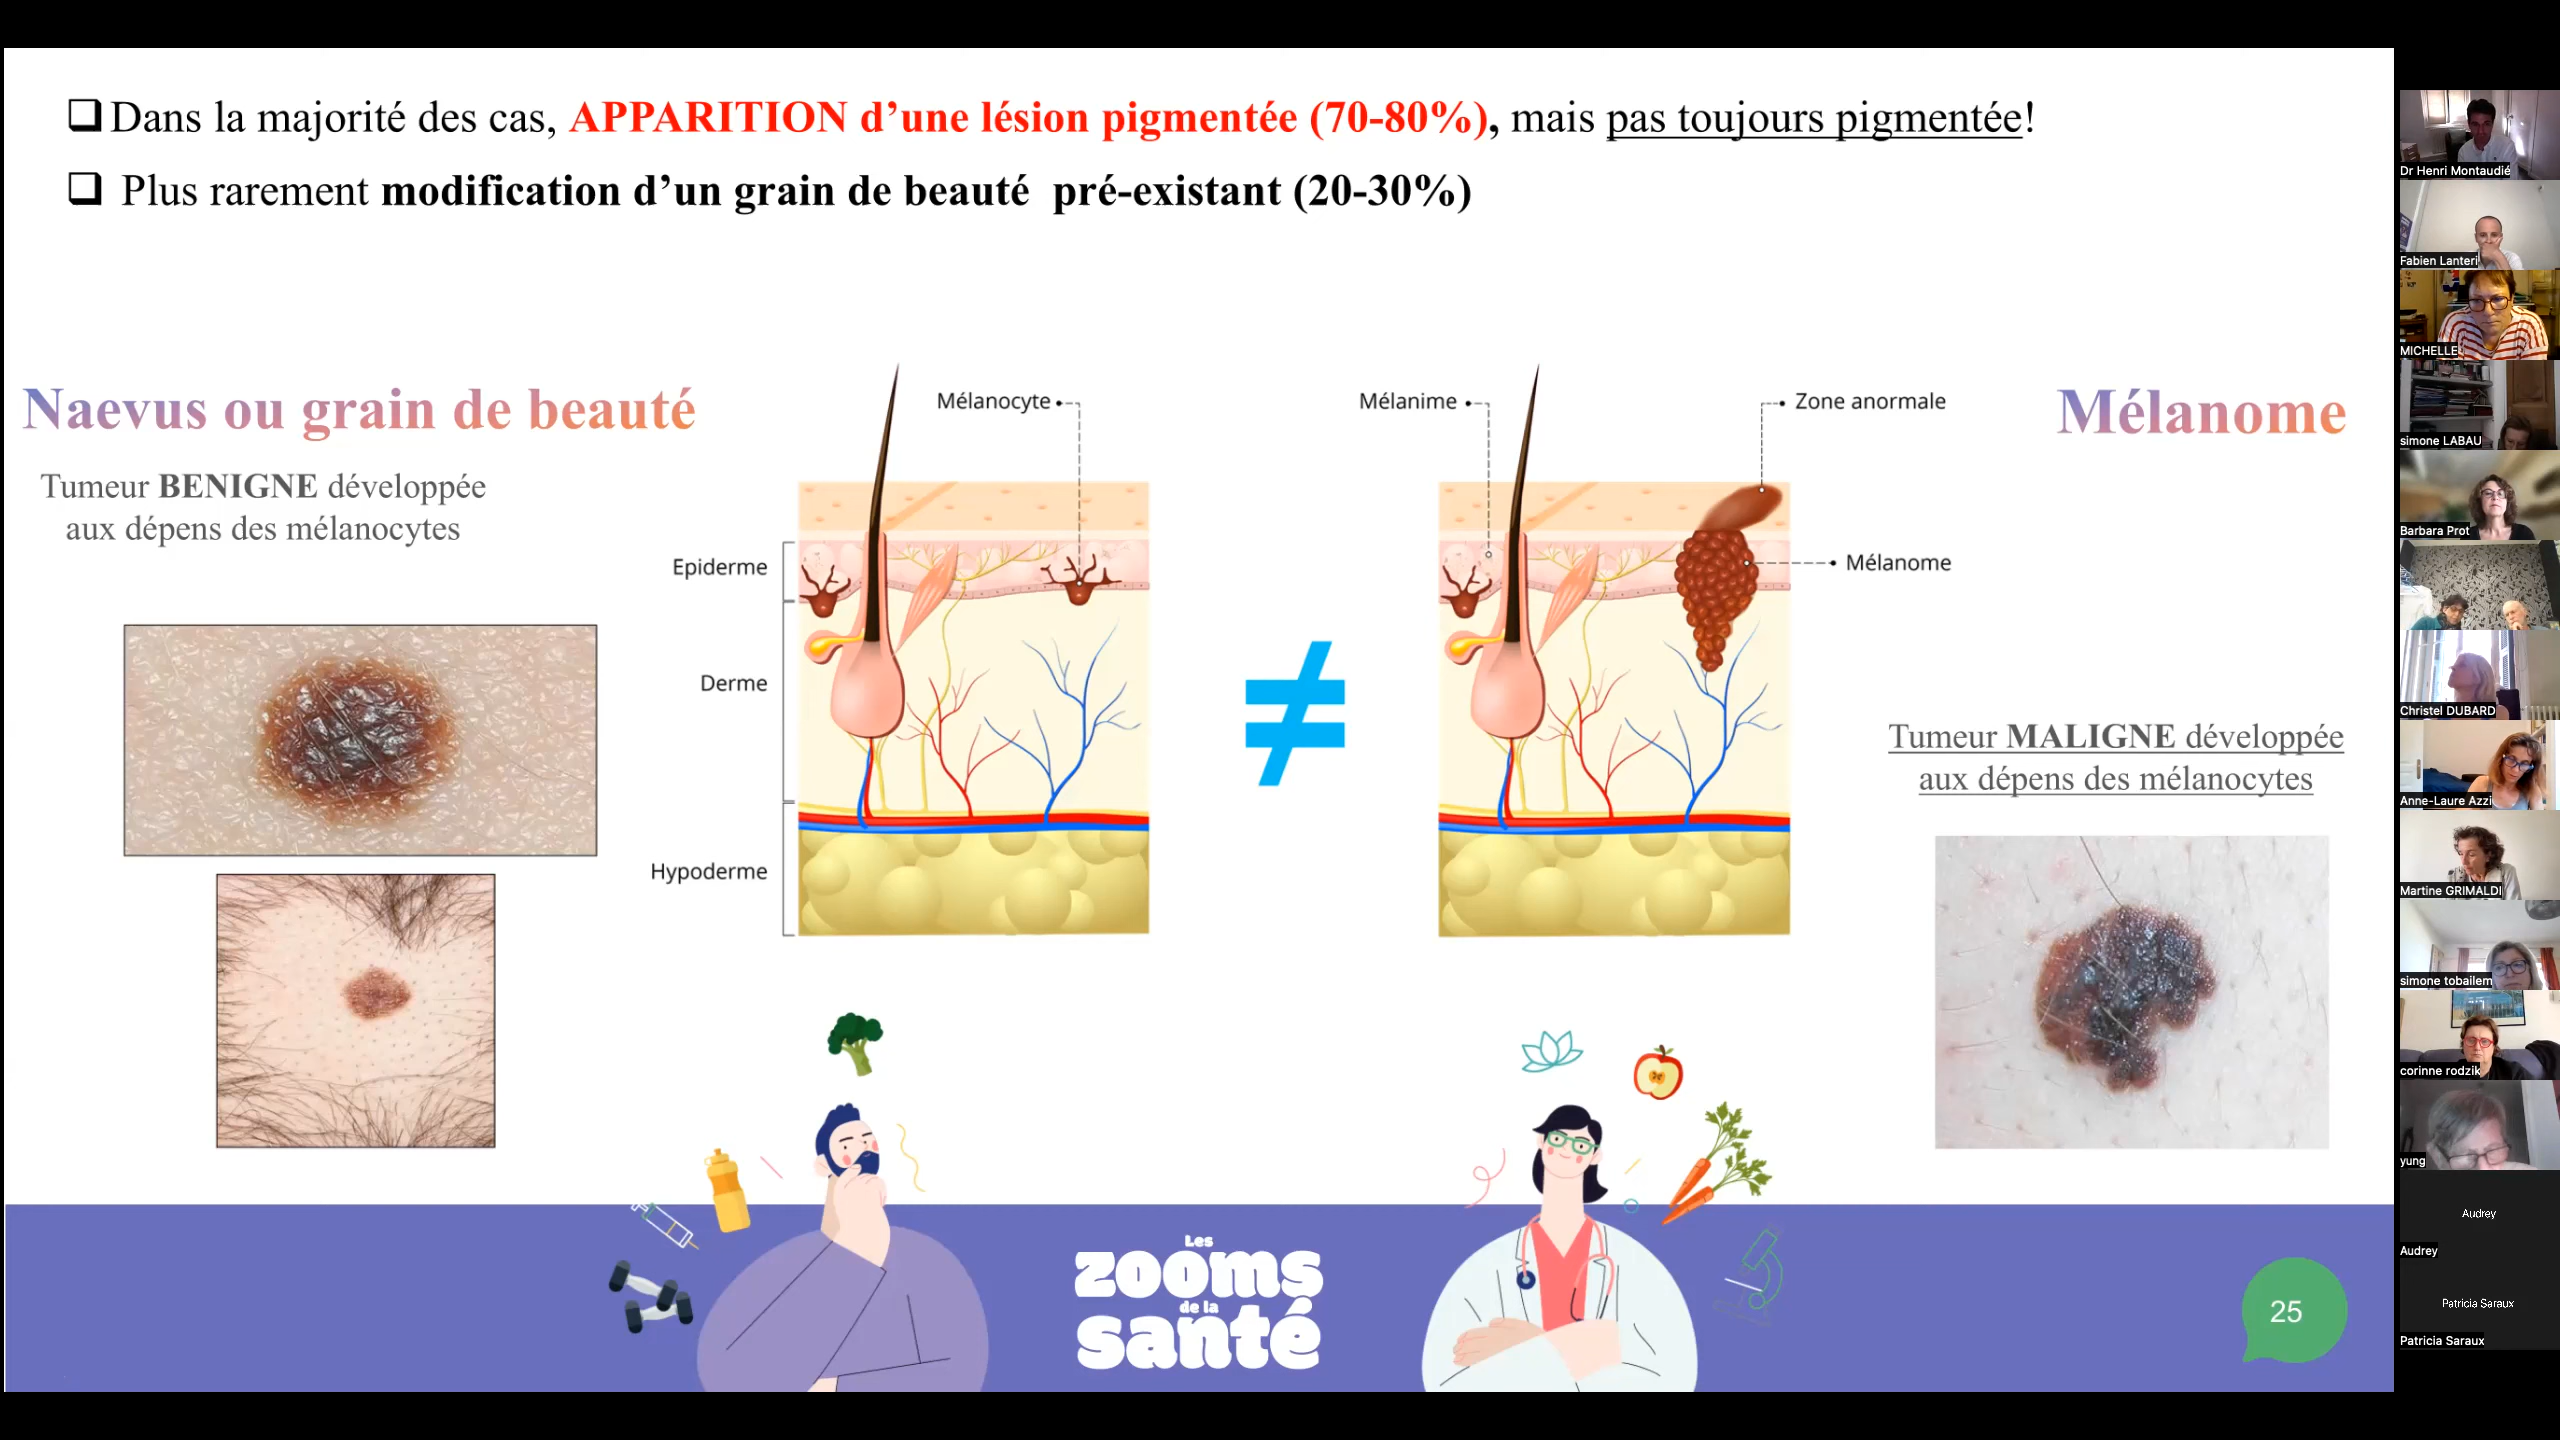 Dans la majorité des cas, APPARITION d’une lésion pigmentée (70-80%), mais pas toujours pigmentée!
Plus rarement modification d’un grain de beauté pré-existant (20-30%)
Naevus ou grain de beauté
Tumeur BENIGNE développée
aux dépens des mélanocytes
Mélanocyte
Epiderme
Derme
Hypoderme
≠
Mélanime
Zone anormale
Mélanome
Mélanome
Tumeur MALIGNE développée
aux dépens des mélanocytes
Les
zooms
de la
santé
25
Dr Henri Montaudié
Fabien Lanteri
MICHELLE
simone LABAU
Barbara Prot
Christel DUBARD
Anne-Laure Azzi
Martine GRIMALDI
simone tobailem
corinne rodzik
yung
Audrey
Audrey
Patricia Saraux
Patricia Saraux